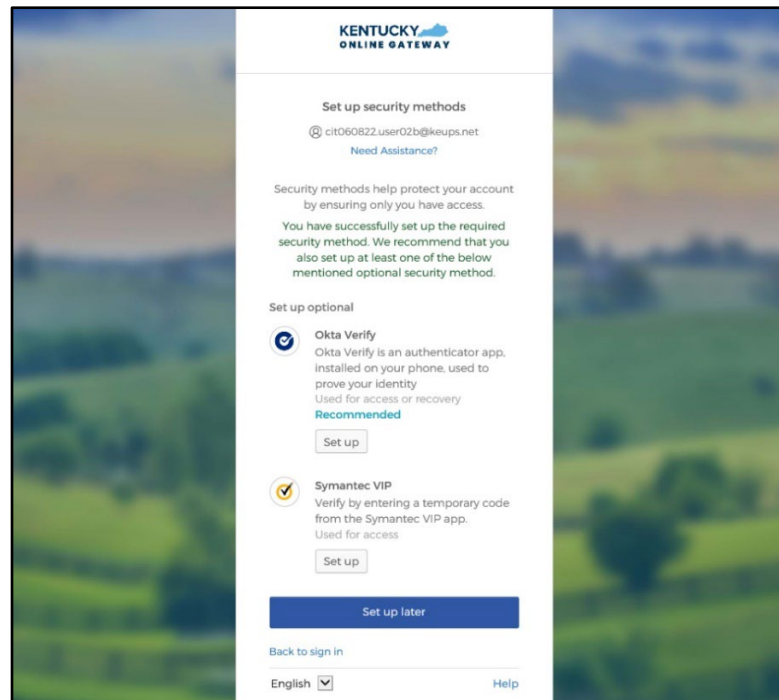 KENTUCKY
ONLINE GATEWAY
Set up security methods
cit060822.user02b@keups.net
Need Assistance?
Security methods help protect your account
by ensuring only you have access.
You have successfully set up the required
security method. We recommend that you
also set up at least one of the below
mentioned optional security method.
Set up optional
Okta Verify
Okta Verify is an authenticator app,
installed on your phone, used to
prove your identity
Used for access or recovery
Recommended
Set up
Symantec VIP
Verify by entering a temporary code
from the Symantec VIP app.
Used for access
Set up
Set up later
Back to sign in
English
Help